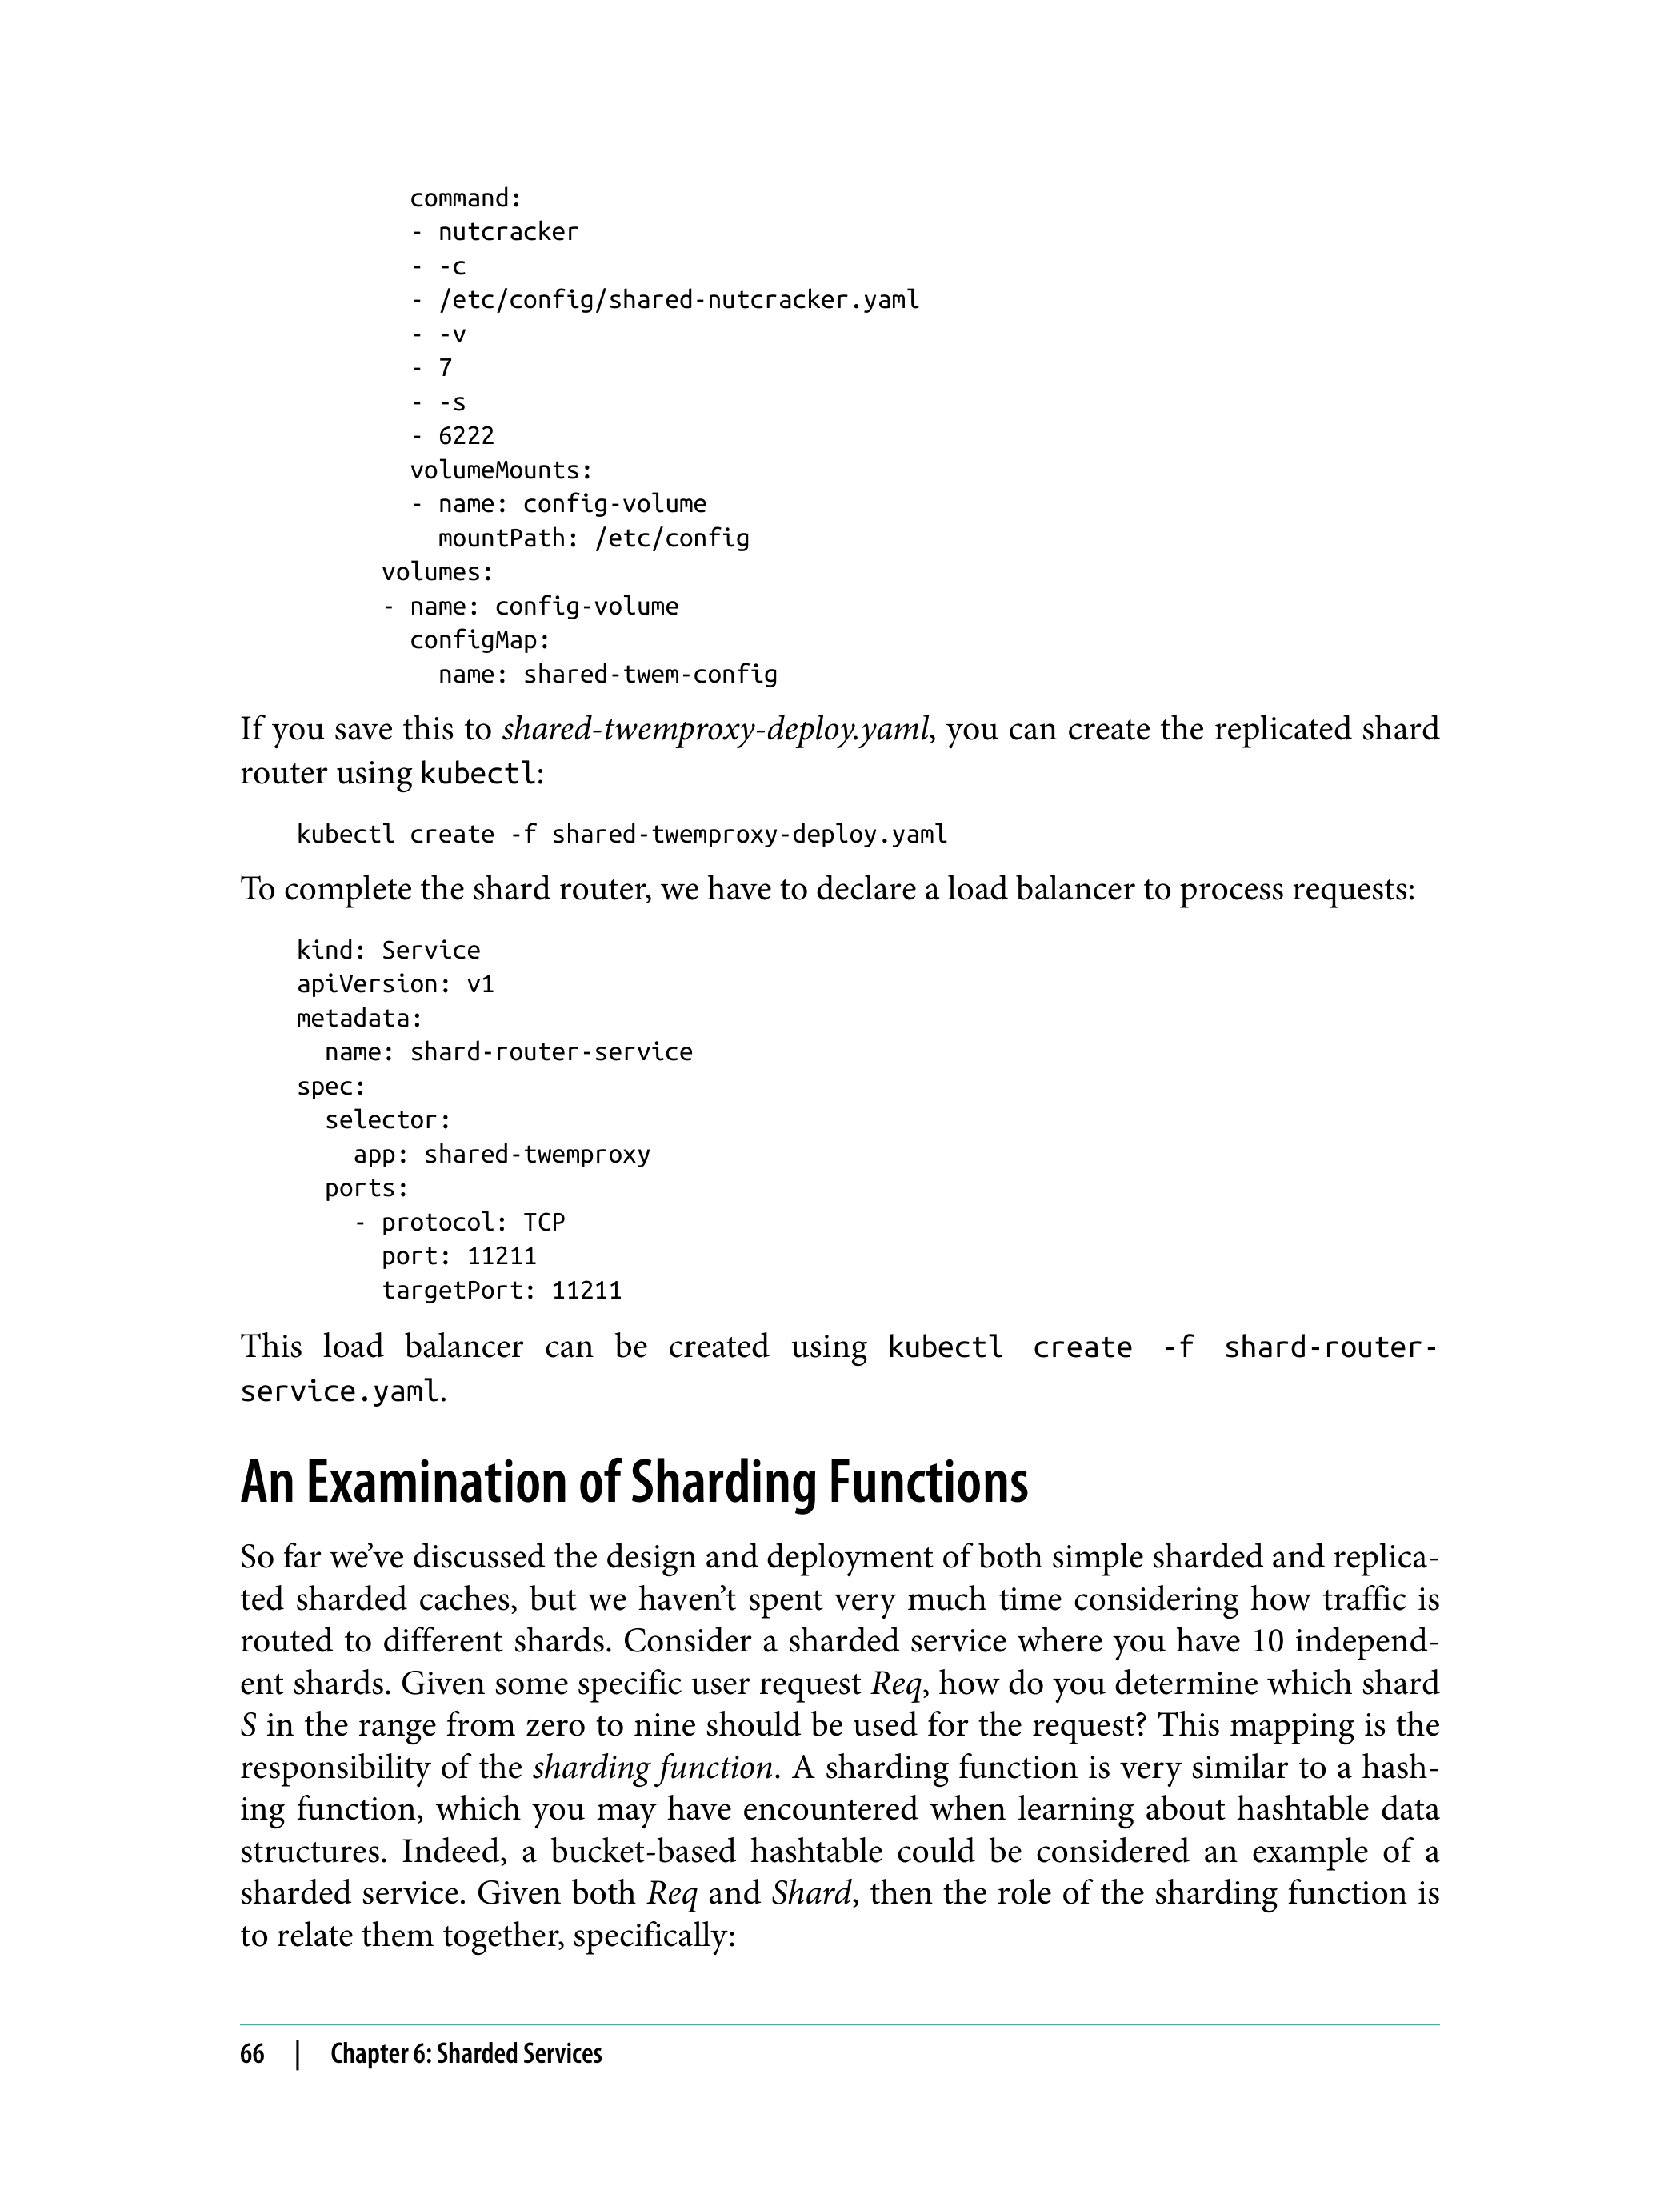 command:
- nutcracker
- -c
- /etc/config/shared-nutcracker.yaml
- -v
- 7
- -s
- 6222
volumeMounts:
- name: config-volume
mountPath: /etc/config
volumes:
- name: config-volume
configMap:
name: shared-twem-config
If you save this to shared-twemproxy-deploy.yaml, you can create the replicated shard
router using kubectl:
kubectl create -f shared-twemproxy-deploy.yaml
To complete the shard router, we have to declare a load balancer to process requests:
kind: Service
apiVersion: v1
metadata:
name: shard-router-service
spec:
selector:
app: shared-twemproxy
ports:
- protocol: TCP
port: 11211
targetPort: 11211
This load balancer can be created using kubectl create -f shard-router-
service.yaml.
An Examination of Sharding Functions
So far we’ve discussed the design and deployment of both simple sharded and replica-
ted sharded caches, but we haven’t spent very much time considering how traffic is
routed to different shards. Consider a sharded service where you have 10 independ-
ent shards. Given some specific user request Req, how do you determine which shard
S in the range from zero to nine should be used for the request? This mapping is the
responsibility of the sharding function. A sharding function is very similar to a hash-
ing function, which you may have encountered when learning about hashtable data
structures. Indeed, a bucket-based hashtable could be considered an example of a
sharded service. Given both Req and Shard, then the role of the sharding function is
to relate them together, specifically:
66 | Chapter 6: Sharded Services